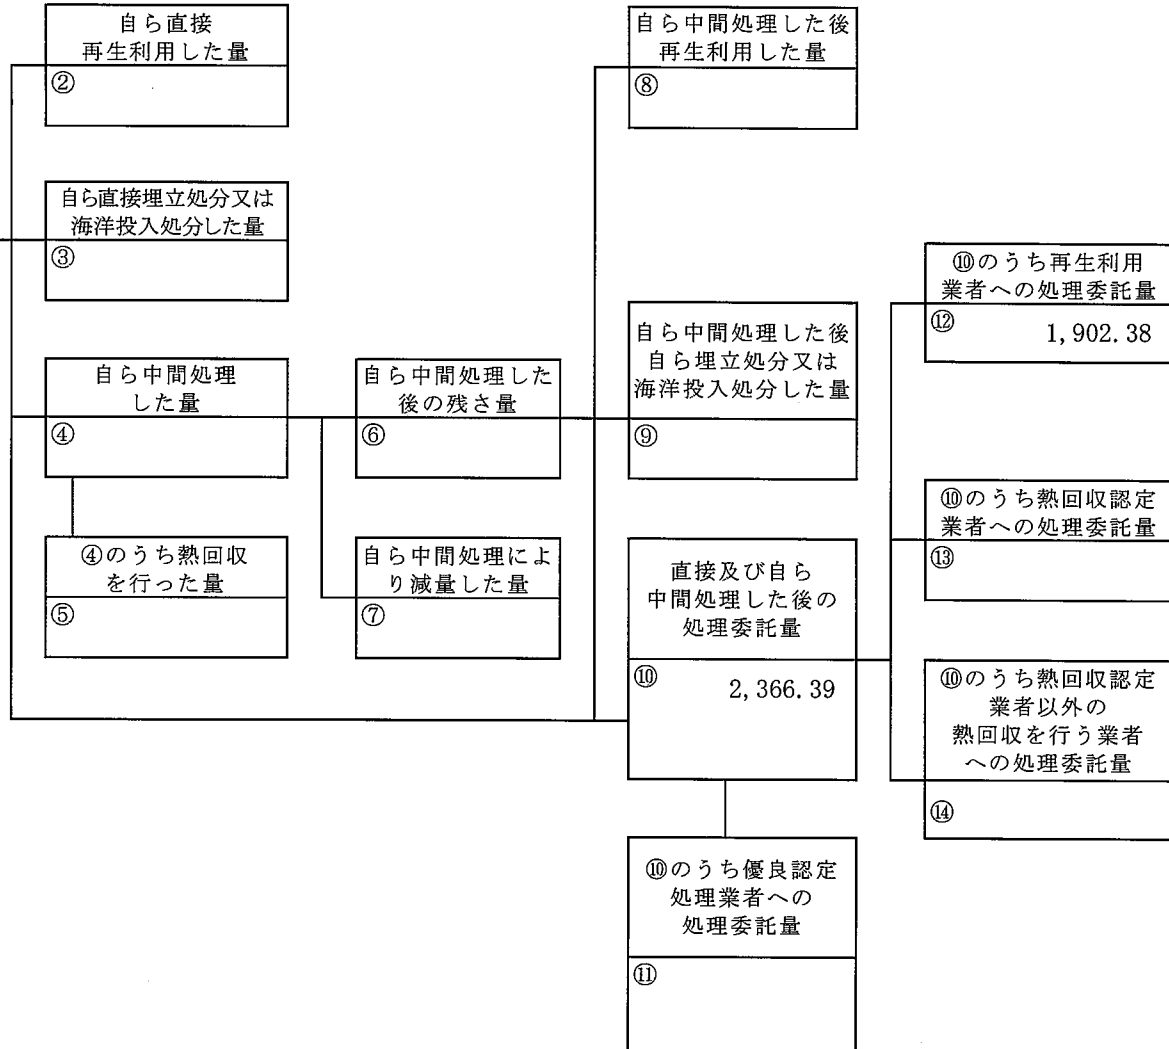 自ら直接
再生利用した量
②
自ら直接埋立処分又は
海洋投入処分した量
③
自ら中間処理
した量
④
④のうち熱回収
を行った量
⑤
自ら中間処理した
後の残さ量
⑥
自ら中間処理によ
り減量した量
⑦
自ら中間処理した後
再生利用した量
⑧
自ら中間処理した後
自ら埋立処分又は
海洋投入処分した量
⑨
直接及び自ら
中間処理した後の
処理委託量
⑩ 2,366.39
⑩のうち優良認定
処理業者への
処理委託量
⑪
⑩のうち再生利用
業者への処理委託量
⑫ 1,902.38
⑩のうち熱回収認定
業者への処理委託量
⑬
⑩のうち熱回収認定
業者以外の
熱回収を行う業者
への処理委託量
⑭